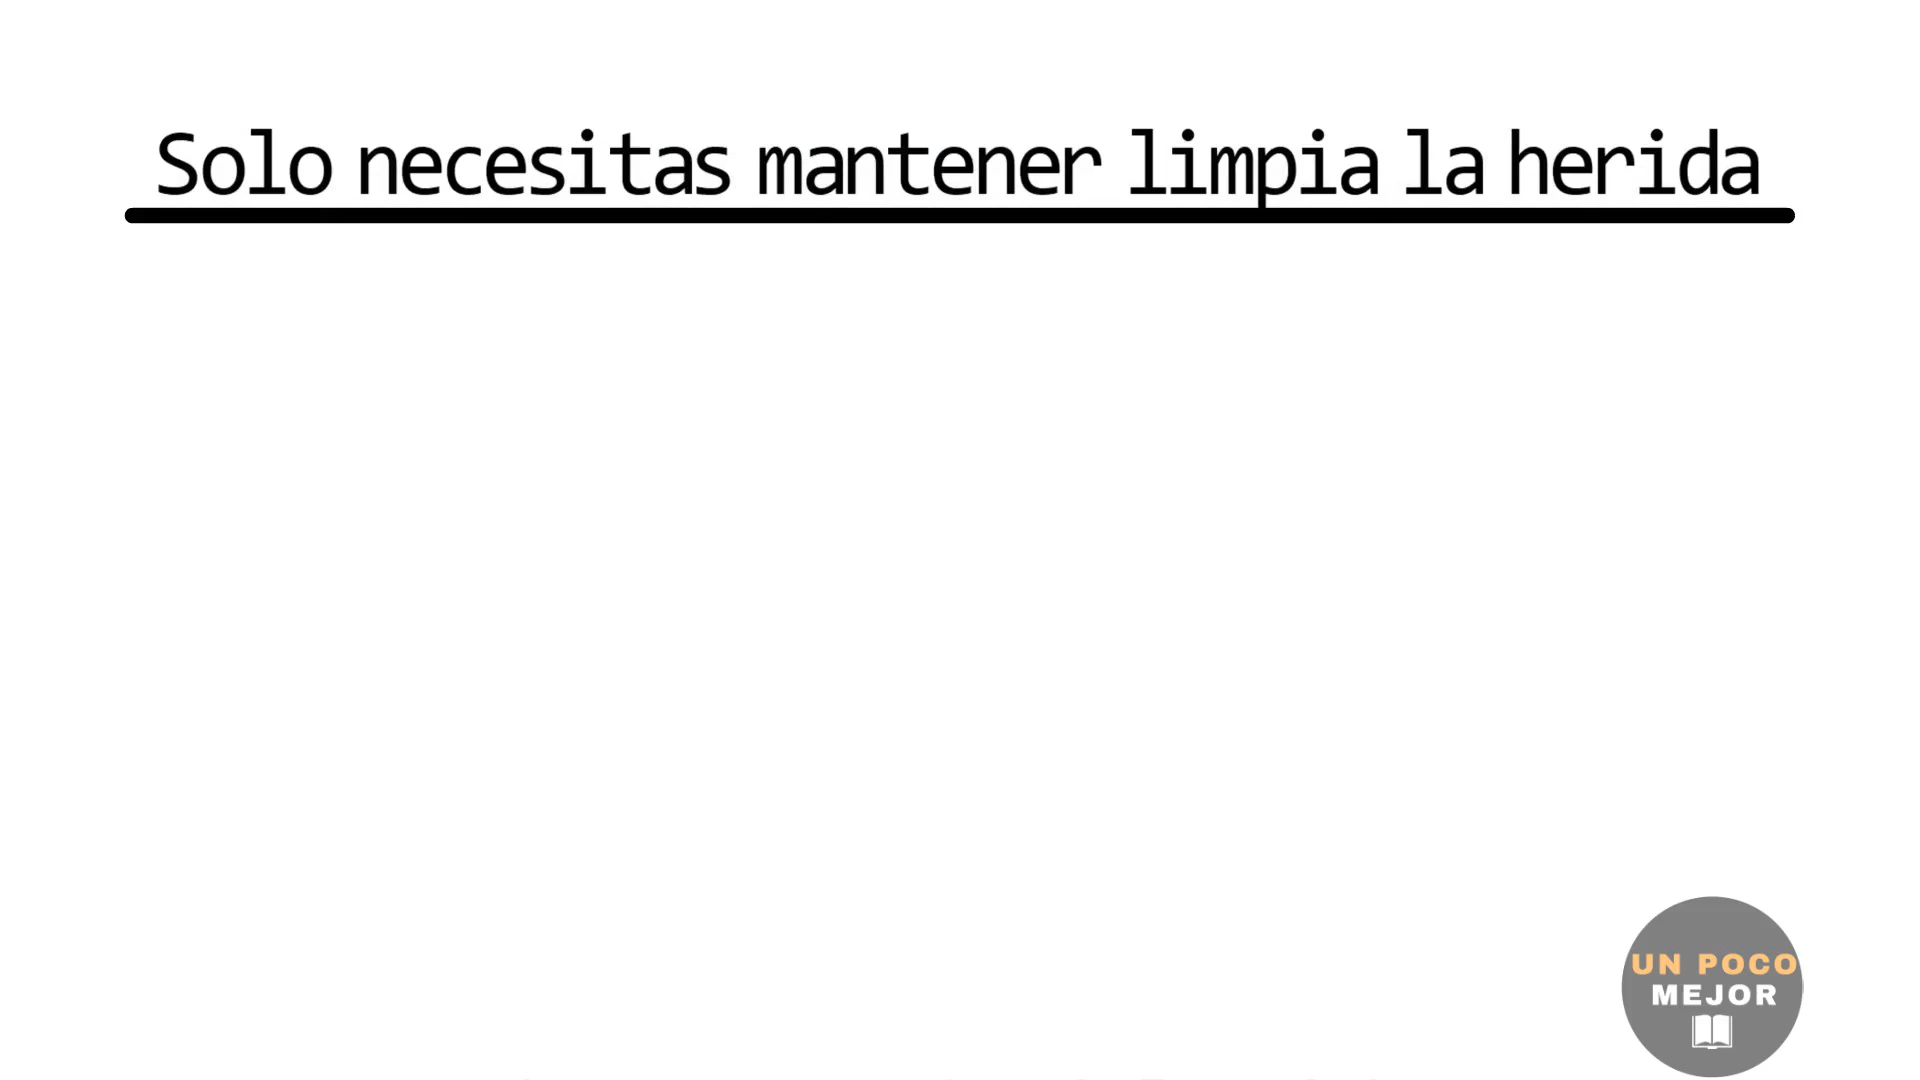 Solo necesitas mantener limpia la herida
UN POCO
MEJOR